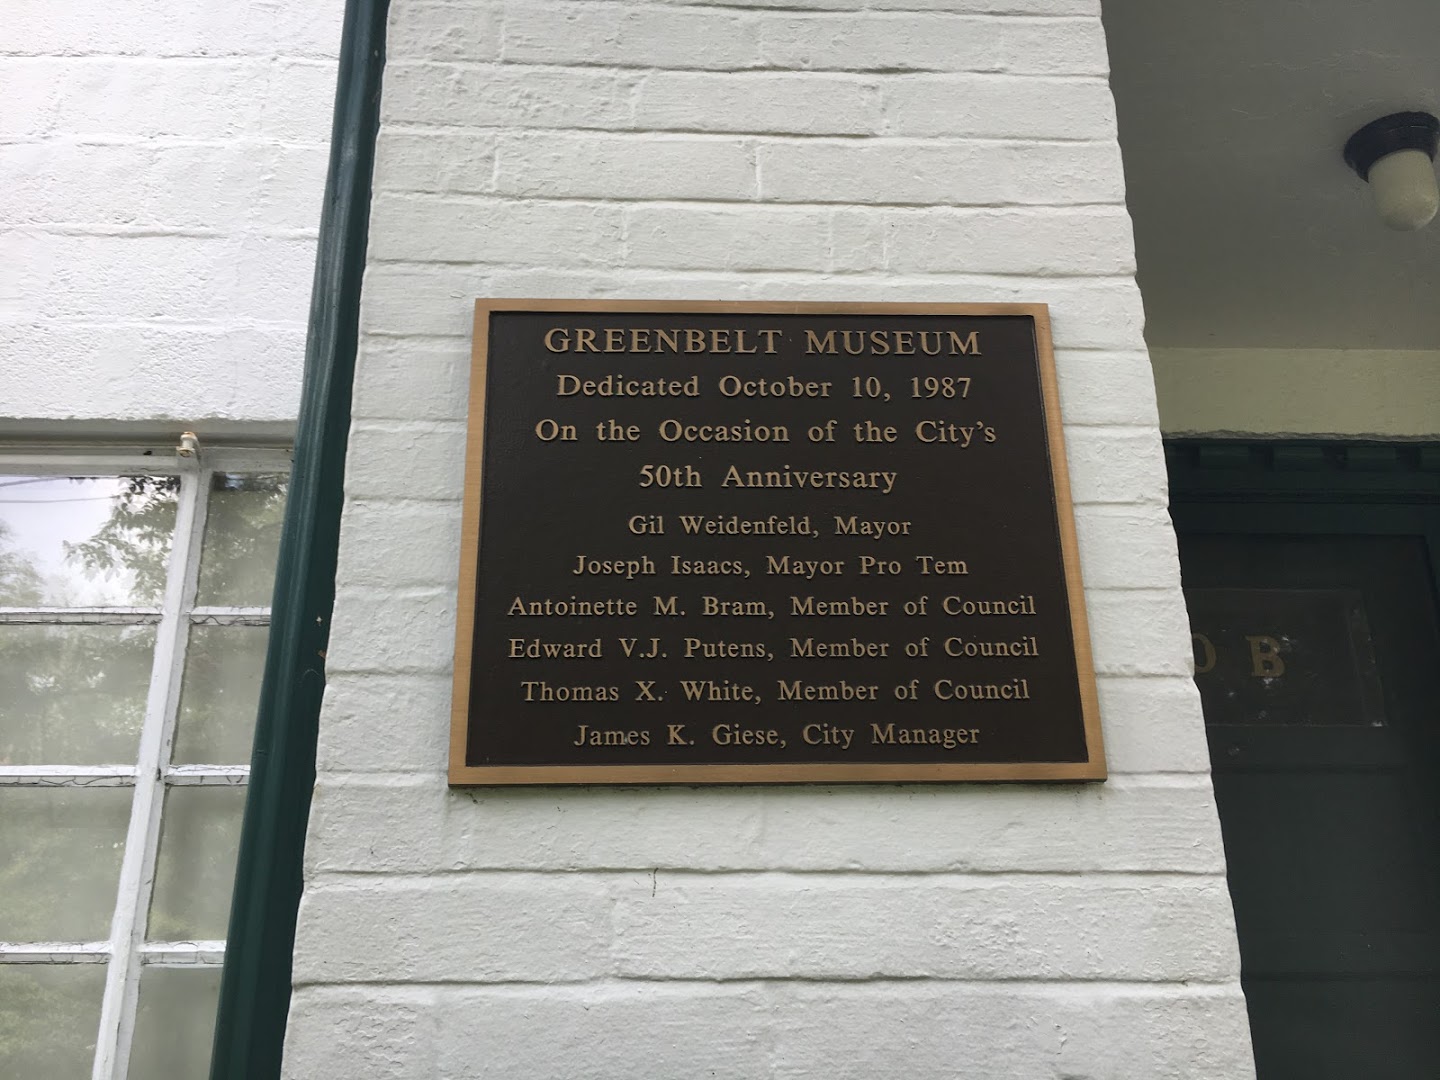 GREENBELT MUSEUM
Dedicated October 10, 1987
On the Occasion of the City's
50th Anniversary
Gil Weidenfeld, Mayor
Joseph Isaacs, Mayor Pro Tem
Antoinette M. Bram, Member of Council
Edward V.J. Putens, Member of Council
Thomas X. White, Member of Council
James K. Giese, City Manager
0 B